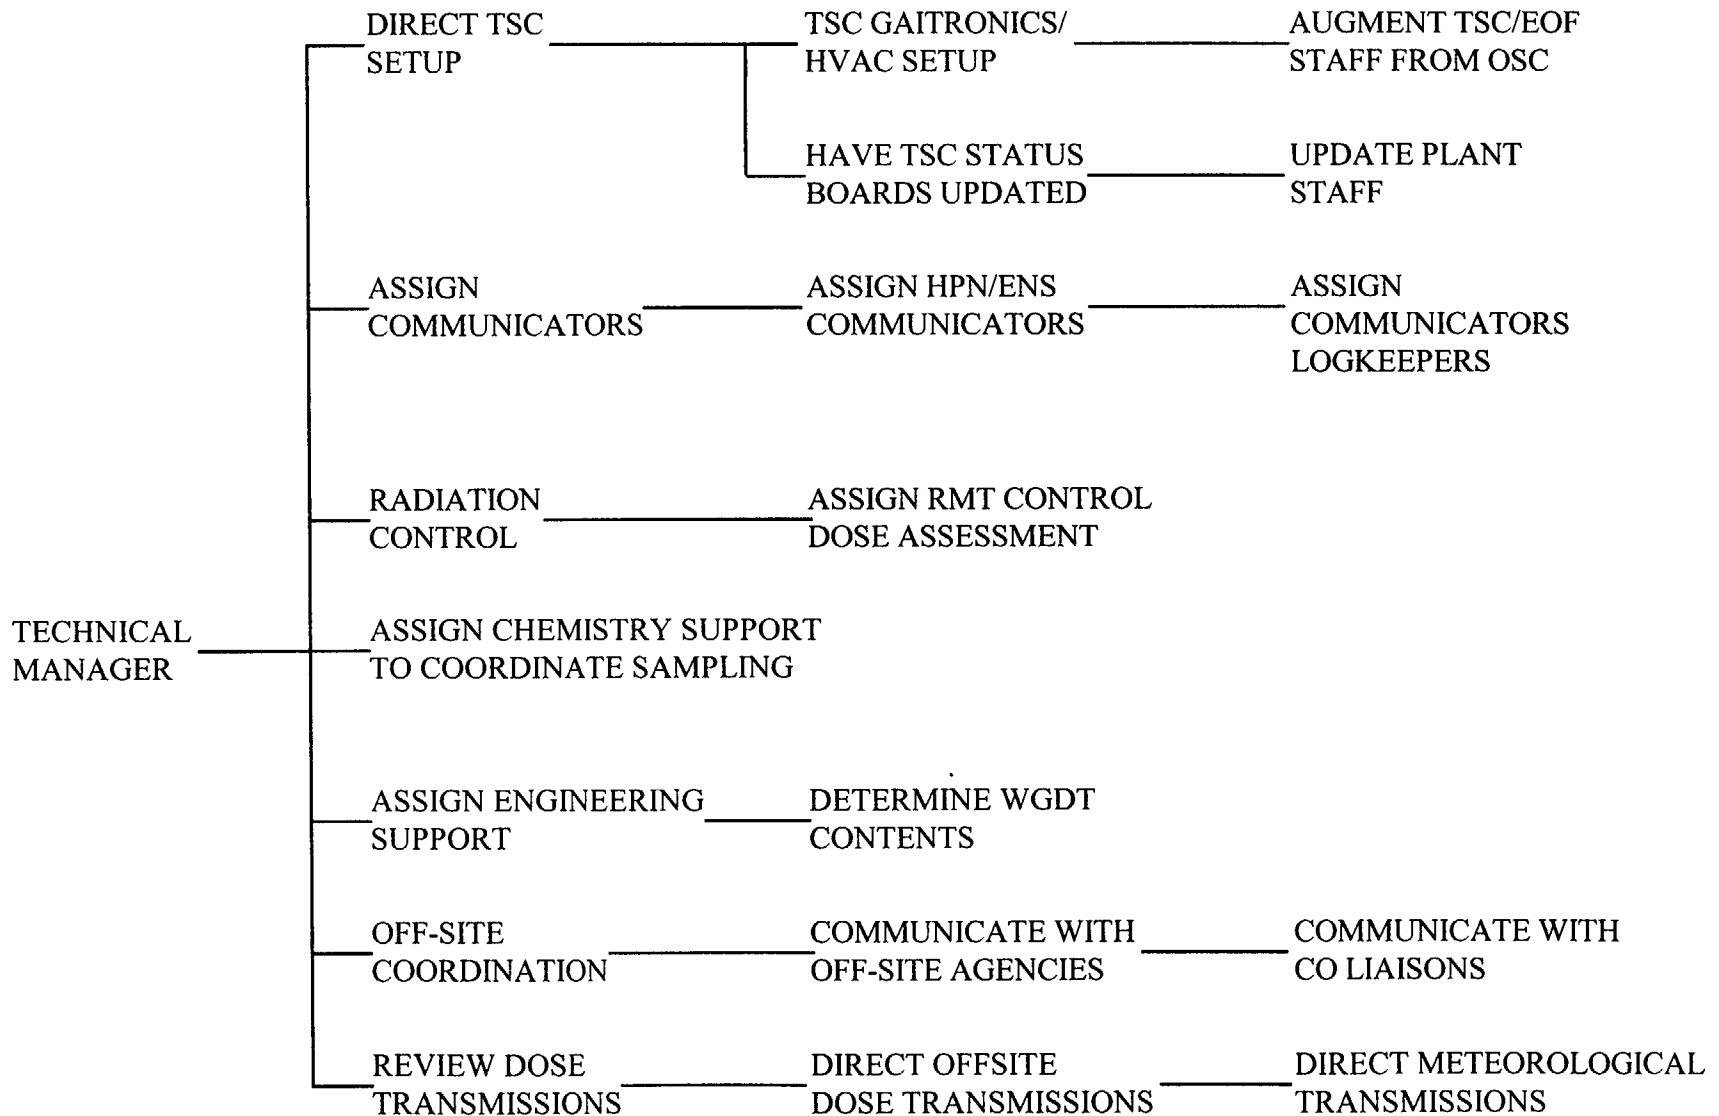 DIRECT TSC
SETUP
TSC GAITRONICS/
HVAC SETUP
AUGMENT TSC/EOF
STAFF FROM OSC
HAVE TSC STATUS
BOARDS UPDATED
UPDATE PLANT
STAFF
ASSIGN
COMMUNICATORS
ASSIGN HPN/ENS
COMMUNICATORS
ASSIGN
COMMUNICATORS
LOGKEEPERS
RADIATION
CONTROL
ASSIGN RMT CONTROL
DOSE ASSESSMENT
TECHNICAL
MANAGER
ASSIGN CHEMISTRY SUPPORT
TO COORDINATE SAMPLING
ASSIGN ENGINEERING
SUPPORT
DETERMINE WGDT
CONTENTS
OFF-SITE
COORDINATION
COMMUNICATE WITH
OFF-SITE AGENCIES
COMMUNICATE WITH
CO LIAISONS
REVIEW DOSE
TRANSMISSIONS
DIRECT OFFSITE
DOSE TRANSMISSIONS
DIRECT METEOROLOGICAL
TRANSMISSIONS